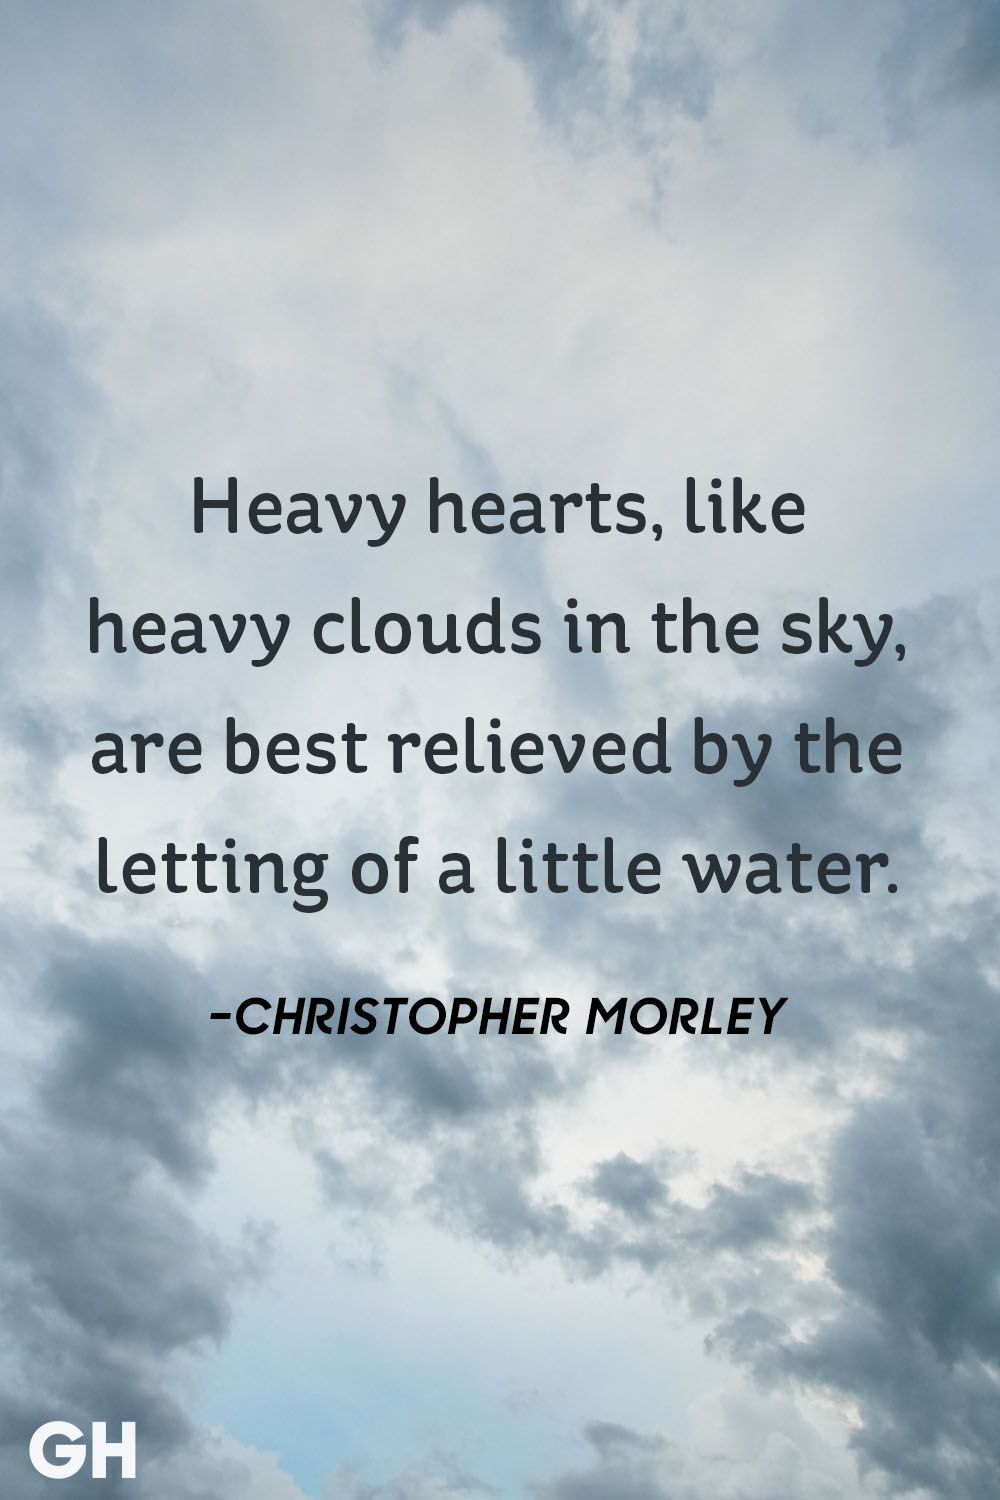 Heavy hearts, like
heavy clouds in the sky,
are best relieved by the
letting of a little water.
-CHRISTOPHER MORLEY
GH